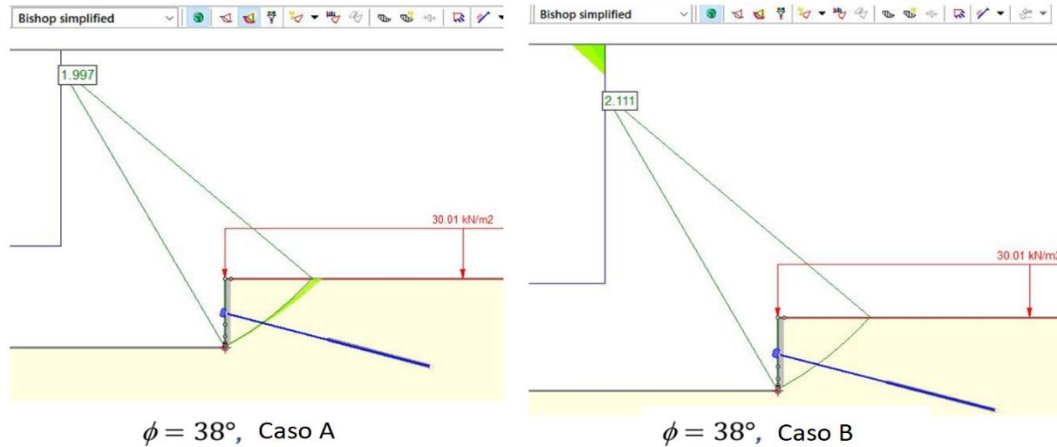 Bishop simplified
1.997
30.01 kN/m2
ϕ = 38°, Caso A
Bishop simplified
2.111
30.01 kN/m2
ϕ = 38°, Caso B